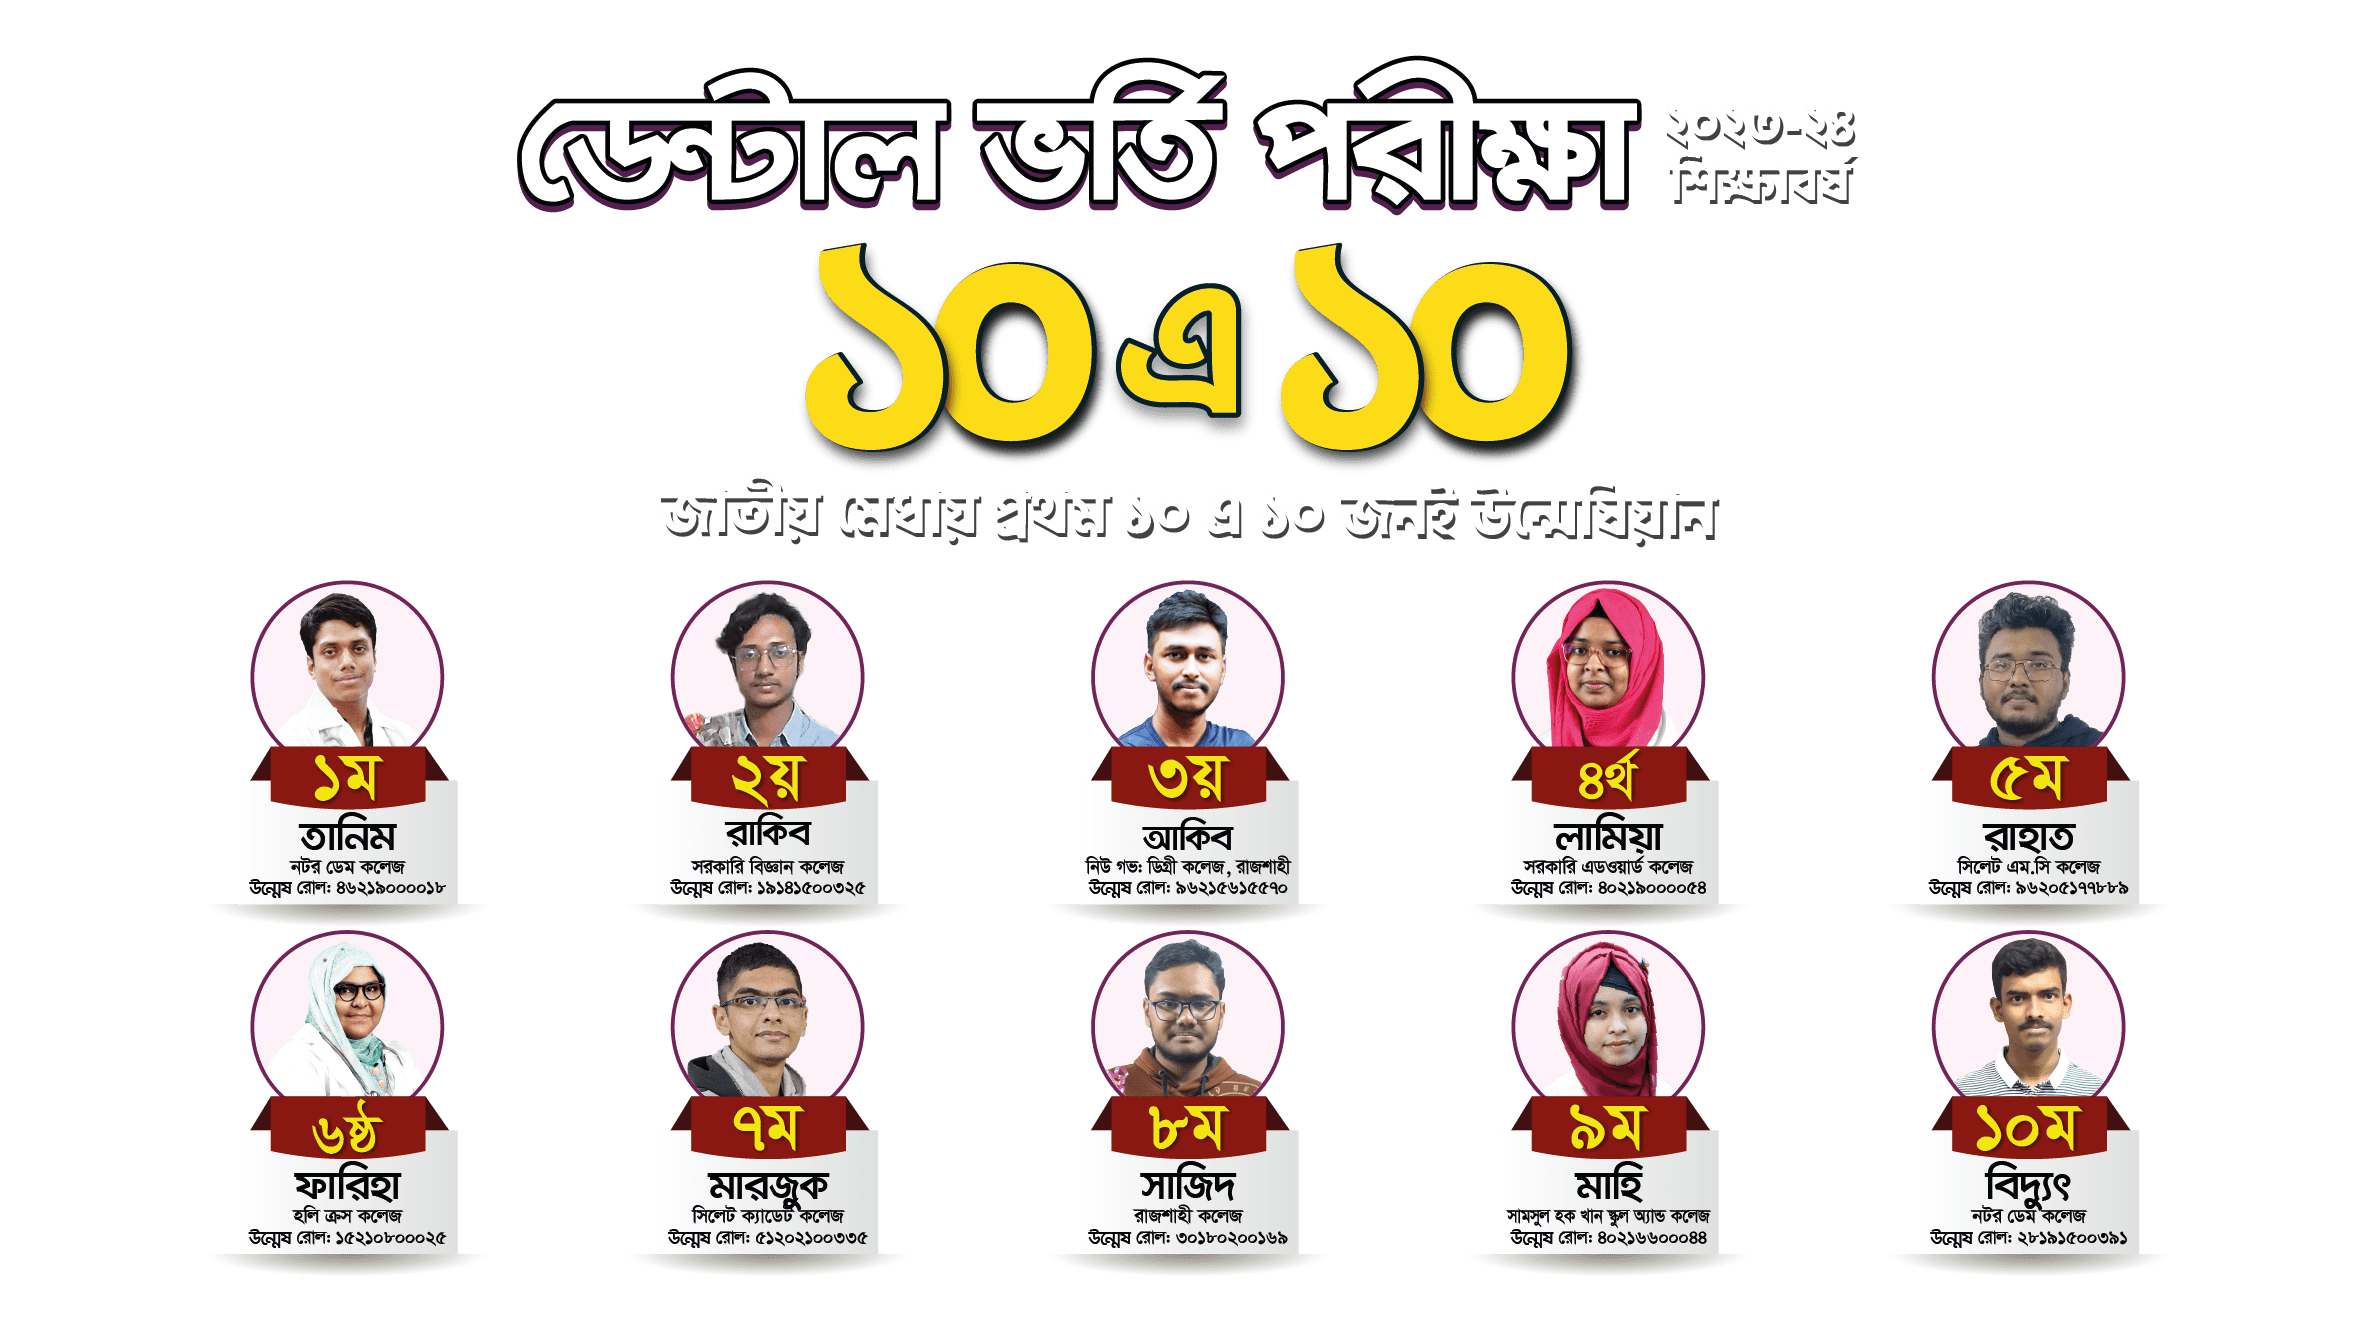 ডেন্টাল ভর্তি পরীক্ষা ২০২৩-২৪
শিক্ষাবর্ষ
১০ এ ১০
জাতীয় মেধায় প্রথম ১০ এ ১০ জনই উন্মেষিয়ান
১ম
তানিম
নটর ডেম কলেজ
উন্মেষ রোল: ৪৬২১৯০০০০১৮
২য়
রাকিব
সরকারি বিজ্ঞান কলেজ
উন্মেষ রোল: ১৯১৪১৫০০৩২৫
৩য়
আকিব
নিউ গভ: ডিগ্রী কলেজ, রাজশাহী
উন্মেষ রোল: ৯৬২১৫৬১৫৫৭০
৪র্থ
লামিয়া
সরকারি এডওয়ার্ড কলেজ
উন্মেষ রোল: ৪০২১৯০০০০৫৪
৫ম
রাহাত
সিলেট এম.সি কলেজ
উন্মেষ রোল: ৯৬২০৫১৭৭৮৮৯
৬ষ্ঠ
ফারিহা
হলি ক্রস কলেজ
উন্মেষ রোল: ১৫২১০৮০০০২৫
৭ম
মারজুক
সিলেট ক্যাডেট কলেজ
উন্মেষ রোল: ৫১২০২১০০৩৩৫
৮ম
সাজিদ
রাজশাহী কলেজ
উন্মেষ রোল: ৩০১৮০২০০১৬৯
৯ম
মাহি
সামসুল হক খান স্কুল অ্যান্ড কলেজ
উন্মেষ রোল: ৪০২১৬৬০০০৪৪
১০ম
বিদ্যুৎ
নটর ডেম কলেজ
উন্মেষ রোল: ২৮১৯১৫০০৩৯১